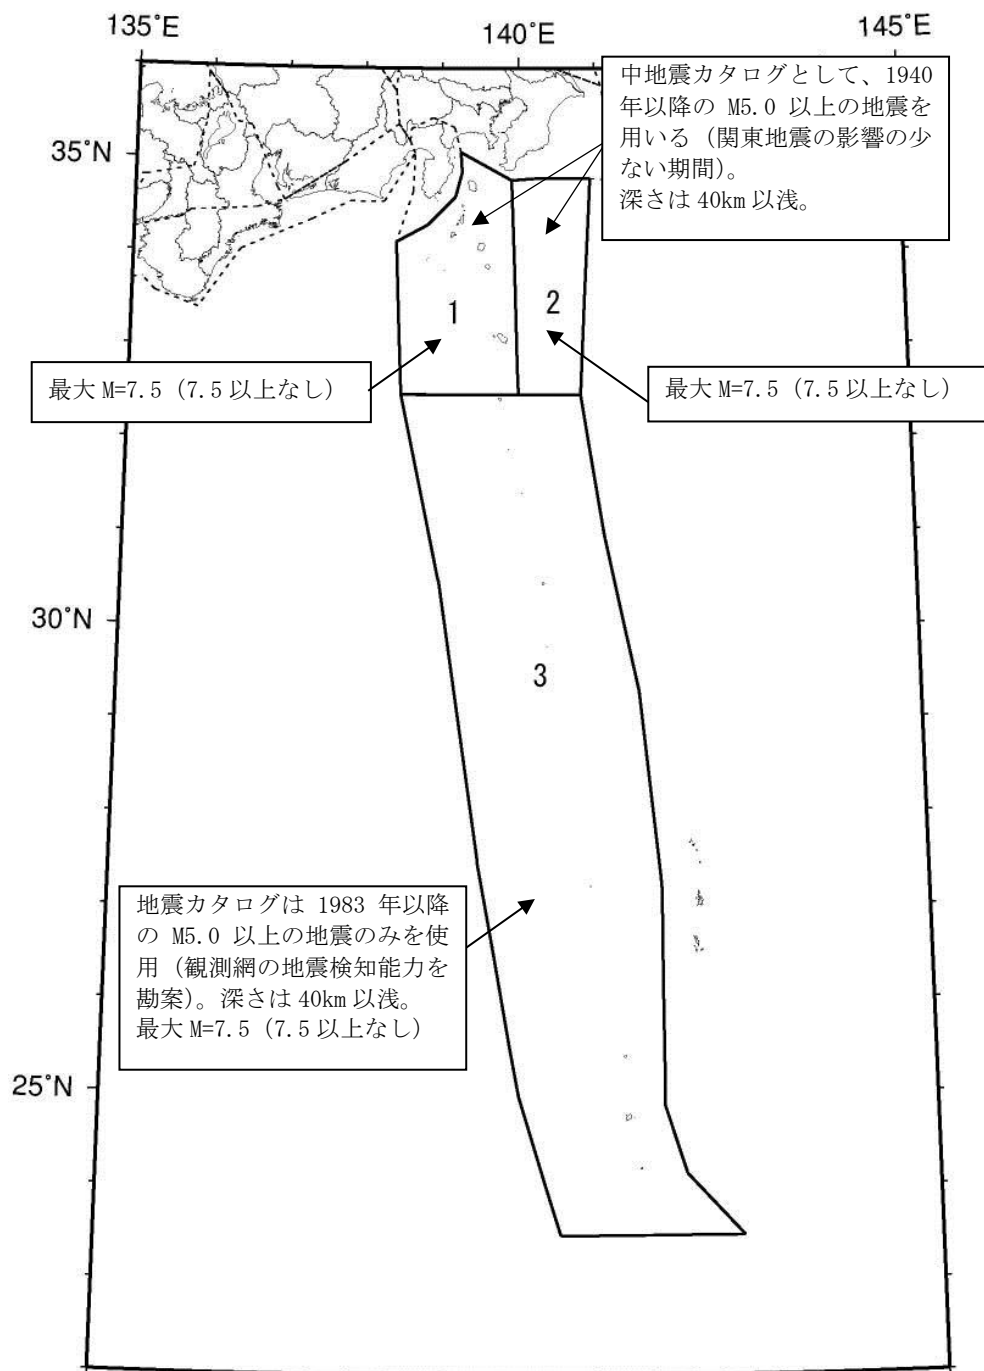 135°E
140°E
145°E
中地震カタログとして、1940
年以降の M5.0 以上の地震を
用いる（関東地震の影響の少
ない期間）。
深さは 40km 以浅。
35°N
1
2
最大 M=7.5（7.5 以上なし）
最大 M=7.5（7.5 以上なし）
30°N
3
地震カタログは 1983 年以降
の M5.0 以上の地震のみを使
用（観測網の地震検知能力を
勘案）。深さは 40km 以浅。
最大 M=7.5（7.5 以上なし）
25°N